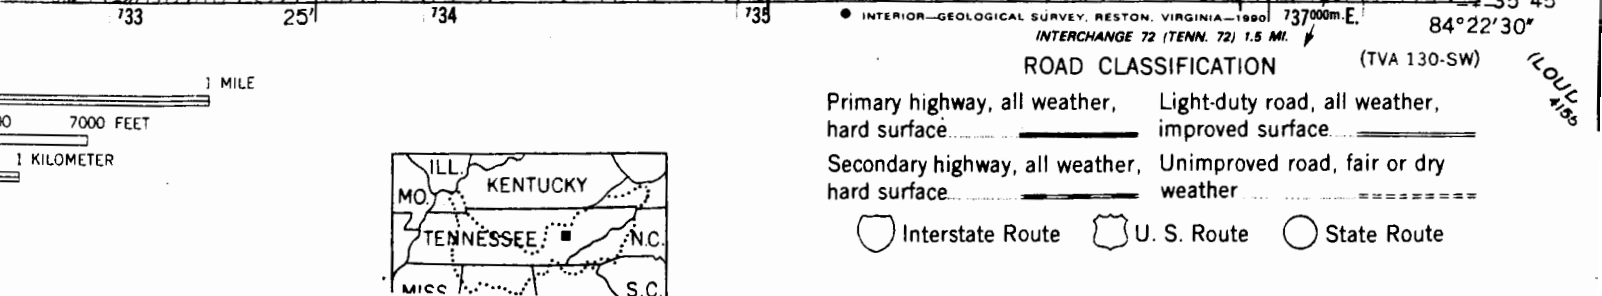 733 25' 734 735 INTERIOR—GEOLOGICAL SURVEY, RESTON, VIRGINIA—1990 737000m.E. 84°22'30"
INTERCHANGE 72 (TENN. 72) 1.5 MI.
ROAD CLASSIFICATION (TVA 130-SW)
1 MILE
7000 FEET
1 KILOMETER
Primary highway, all weather,
hard surface
Light-duty road, all weather,
improved surface
Secondary highway, all weather,
hard surface
Unimproved road, fair or dry
weather
Interstate Route U. S. Route State Route
ILL.
KENTUCKY
MO.
TENNESSEE
N.C.
MISS
S.C.